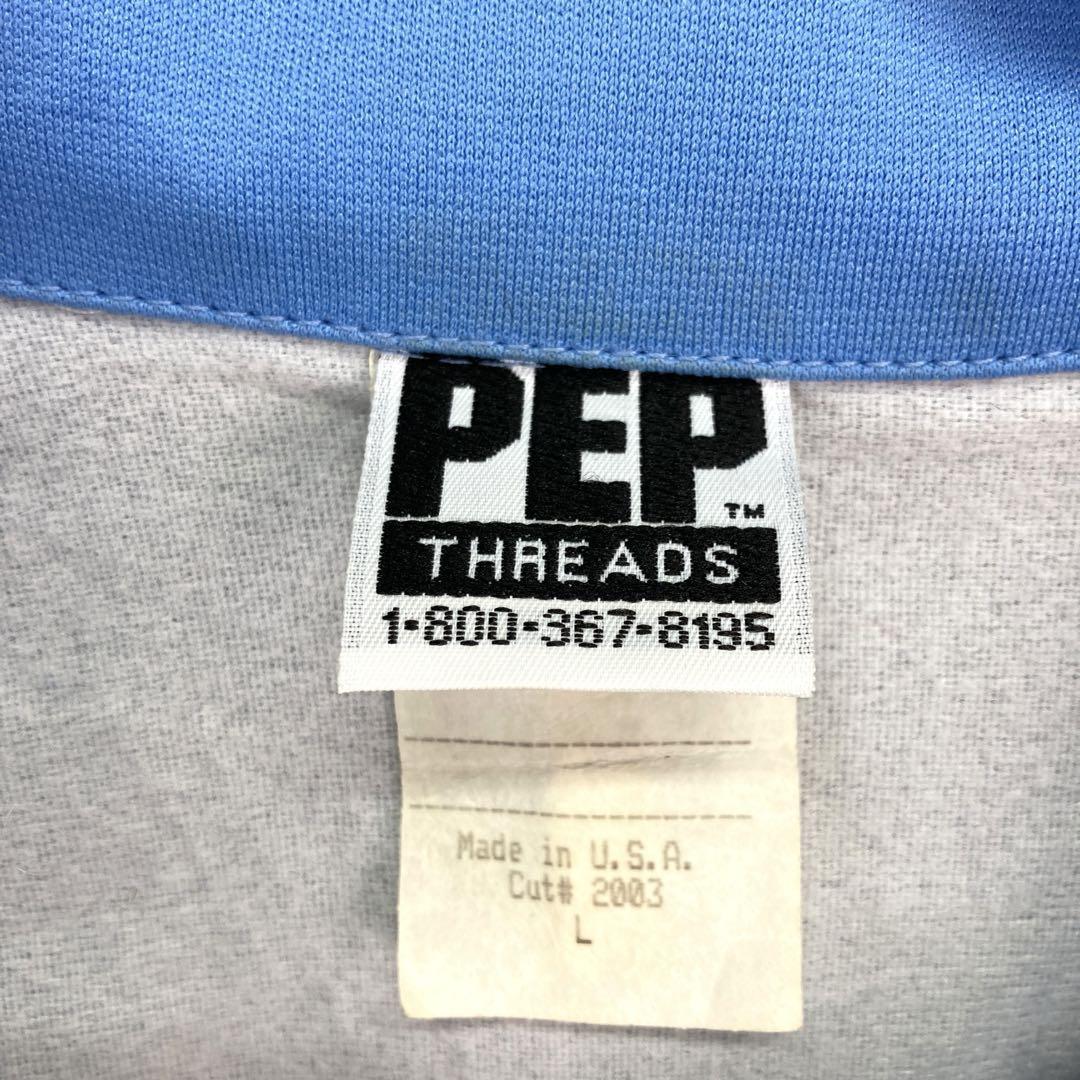 PEP™
THREADS
1-800-367-8195
Made in U.S.A.
Cut# 2003
L